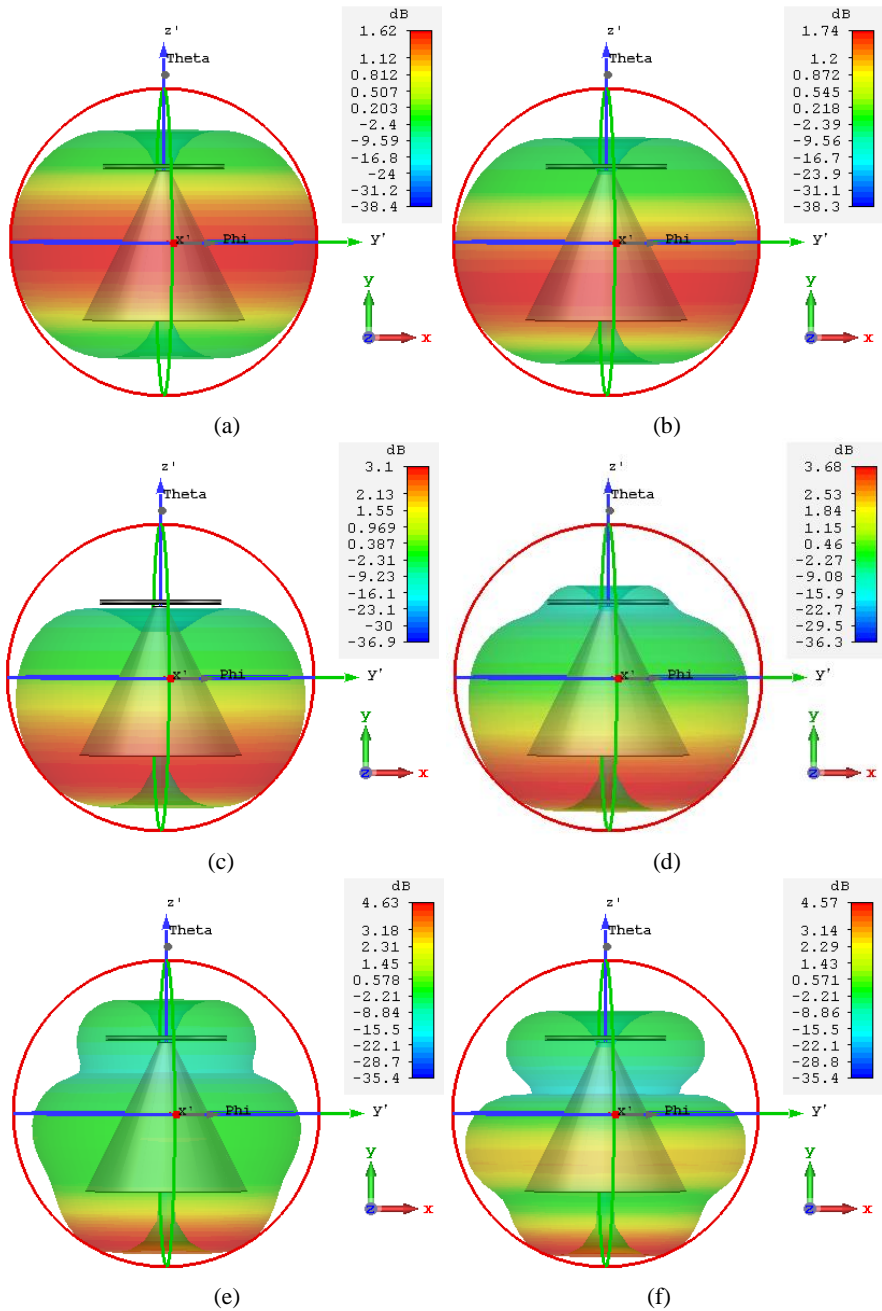 dB
1.62
1.12
0.812
0.507
0.203
-2.4
-9.59
-16.8
-24
-31.2
-38.4
z'
Theta
x'
Phi
y'
y
z
x
(a)
dB
1.74
1.2
0.872
0.545
0.218
-2.39
-9.56
-16.7
-23.9
-31.1
-38.3
z'
Theta
x'
Phi
y'
y
z
x
(b)
dB
3.1
2.13
1.55
0.969
0.387
-2.31
-9.23
-16.1
-23.1
-30
-36.9
z'
Theta
x'
Phi
y'
y
z
x
(c)
dB
3.68
2.53
1.84
1.15
0.46
-2.27
-9.08
-15.9
-22.7
-29.5
-36.3
z'
Theta
x'
Phi
y'
y
z
x
(d)
dB
4.63
3.18
2.31
1.45
0.578
-2.21
-8.84
-15.5
-22.1
-28.7
-35.4
z'
Theta
x'
Phi
y'
y
z
x
(e)
dB
4.57
3.14
2.29
1.43
0.571
-2.21
-8.86
-15.5
-22.1
-28.8
-35.4
z'
Theta
x'
Phi
y'
y
z
x
(f)